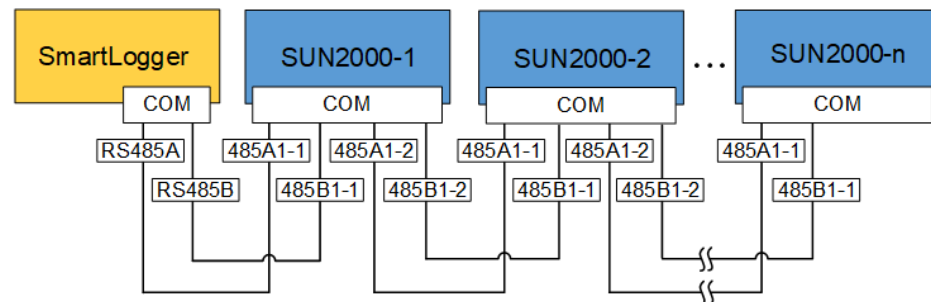 SmartLogger
SUN2000-1
SUN2000-2
...
SUN2000-n
COM
COM
COM
COM
RS485A
485A1-1
485A1-2
485A1-1
485A1-2
485A1-1
RS485B
485B1-1
485B1-2
485B1-1
485B1-2
485B1-1